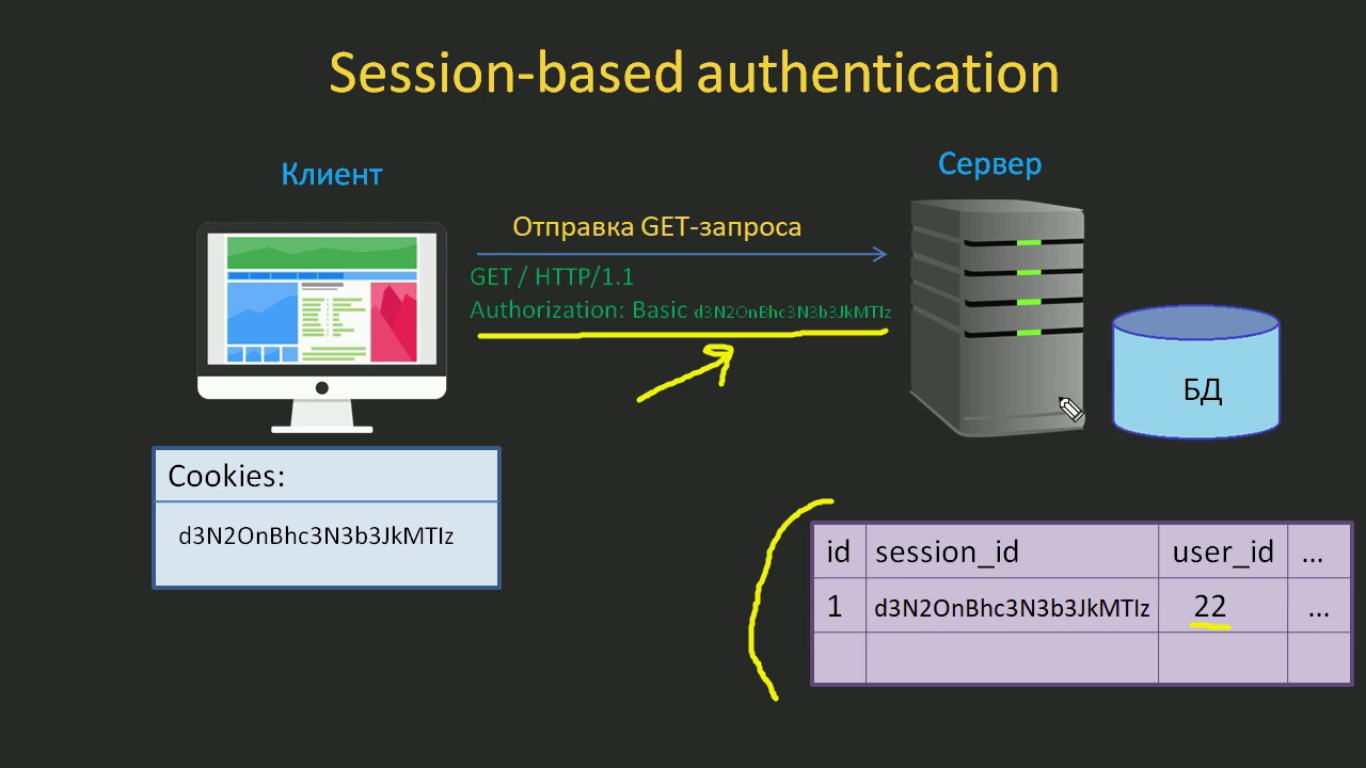 Session-based authentication
Клиент
Сервер
Отправка GET-запроса
GET / HTTP/1.1
Authorization: Basic d3N2OnBhc3N3b3JkMTIz
БД
Cookies:
d3N2OnBhc3N3b3JkMTIz
id session_id user_id ...
1 d3N2OnBhc3N3b3JkMTIz 22 ...